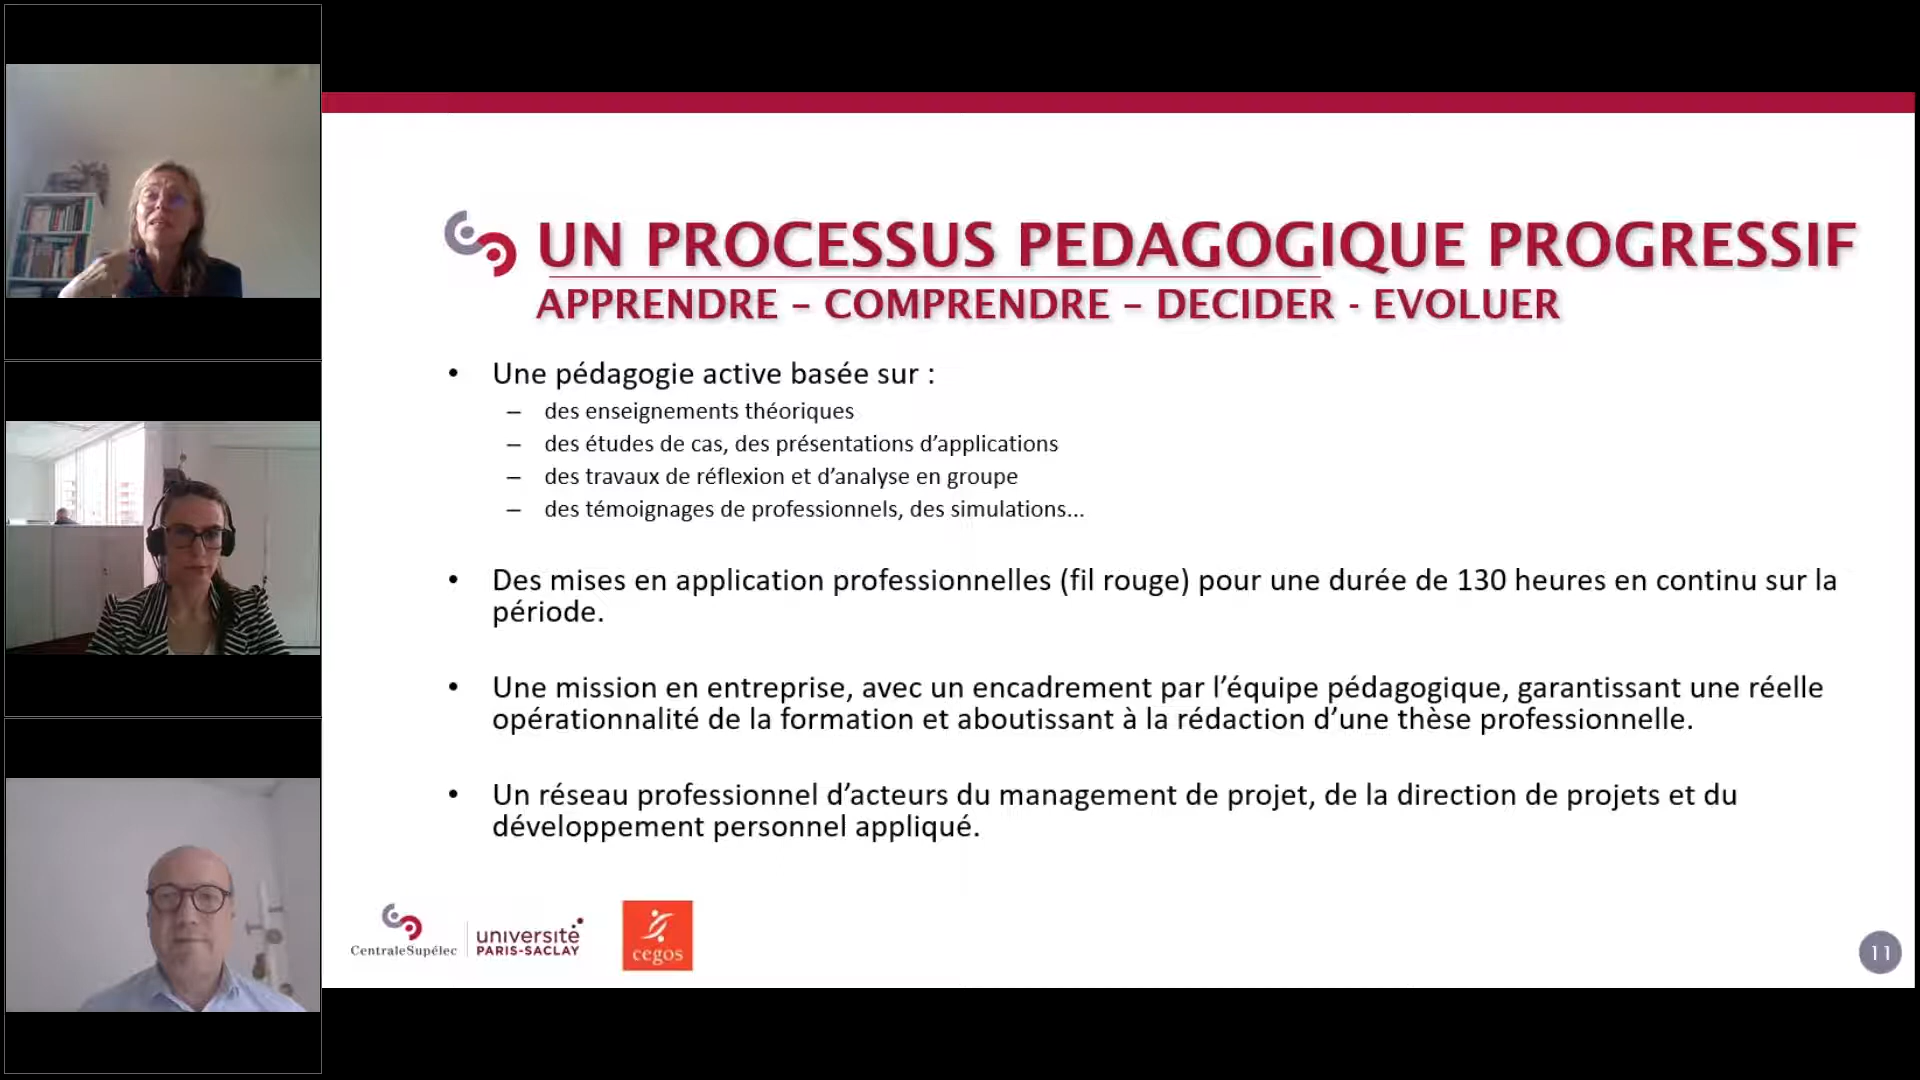 UN PROCESSUS PEDAGOGIQUE PROGRESSIF
APPRENDRE – COMPRENDRE – DECIDER - EVOLUER
• Une pédagogie active basée sur :
– des enseignements théoriques
– des études de cas, des présentations d’applications
– des travaux de réflexion et d’analyse en groupe
– des témoignages de professionnels, des simulations...
• Des mises en application professionnelles (fil rouge) pour une durée de 130 heures en continu sur la
période.
• Une mission en entreprise, avec un encadrement par l’équipe pédagogique, garantissant une réelle
opérationnalité de la formation et aboutissant à la rédaction d’une thèse professionnelle.
• Un réseau professionnel d’acteurs du management de projet, de la direction de projets et du
développement personnel appliqué.
CentraleSupélec
université
PARIS-SACLAY
cegos
11